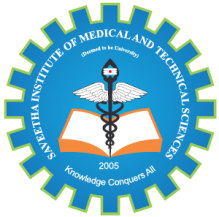 SAVEETHA INSTITUTE OF MEDICAL AND TECHNICAL SCIENCES
(Deemed to be University)
2005
Knowledge Conquers All